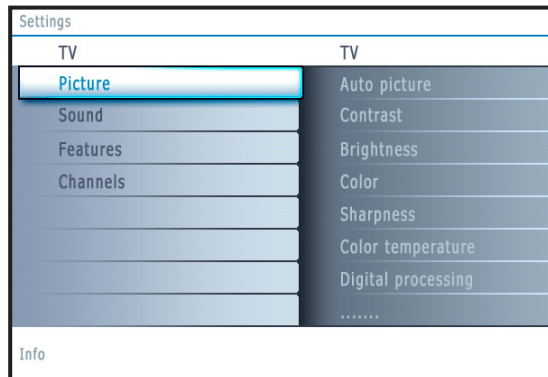 Settings
TV
Picture
Sound
Features
Channels
TV
Auto picture
Contrast
Brightness
Color
Sharpness
Color temperature
Digital processing
.......
Info